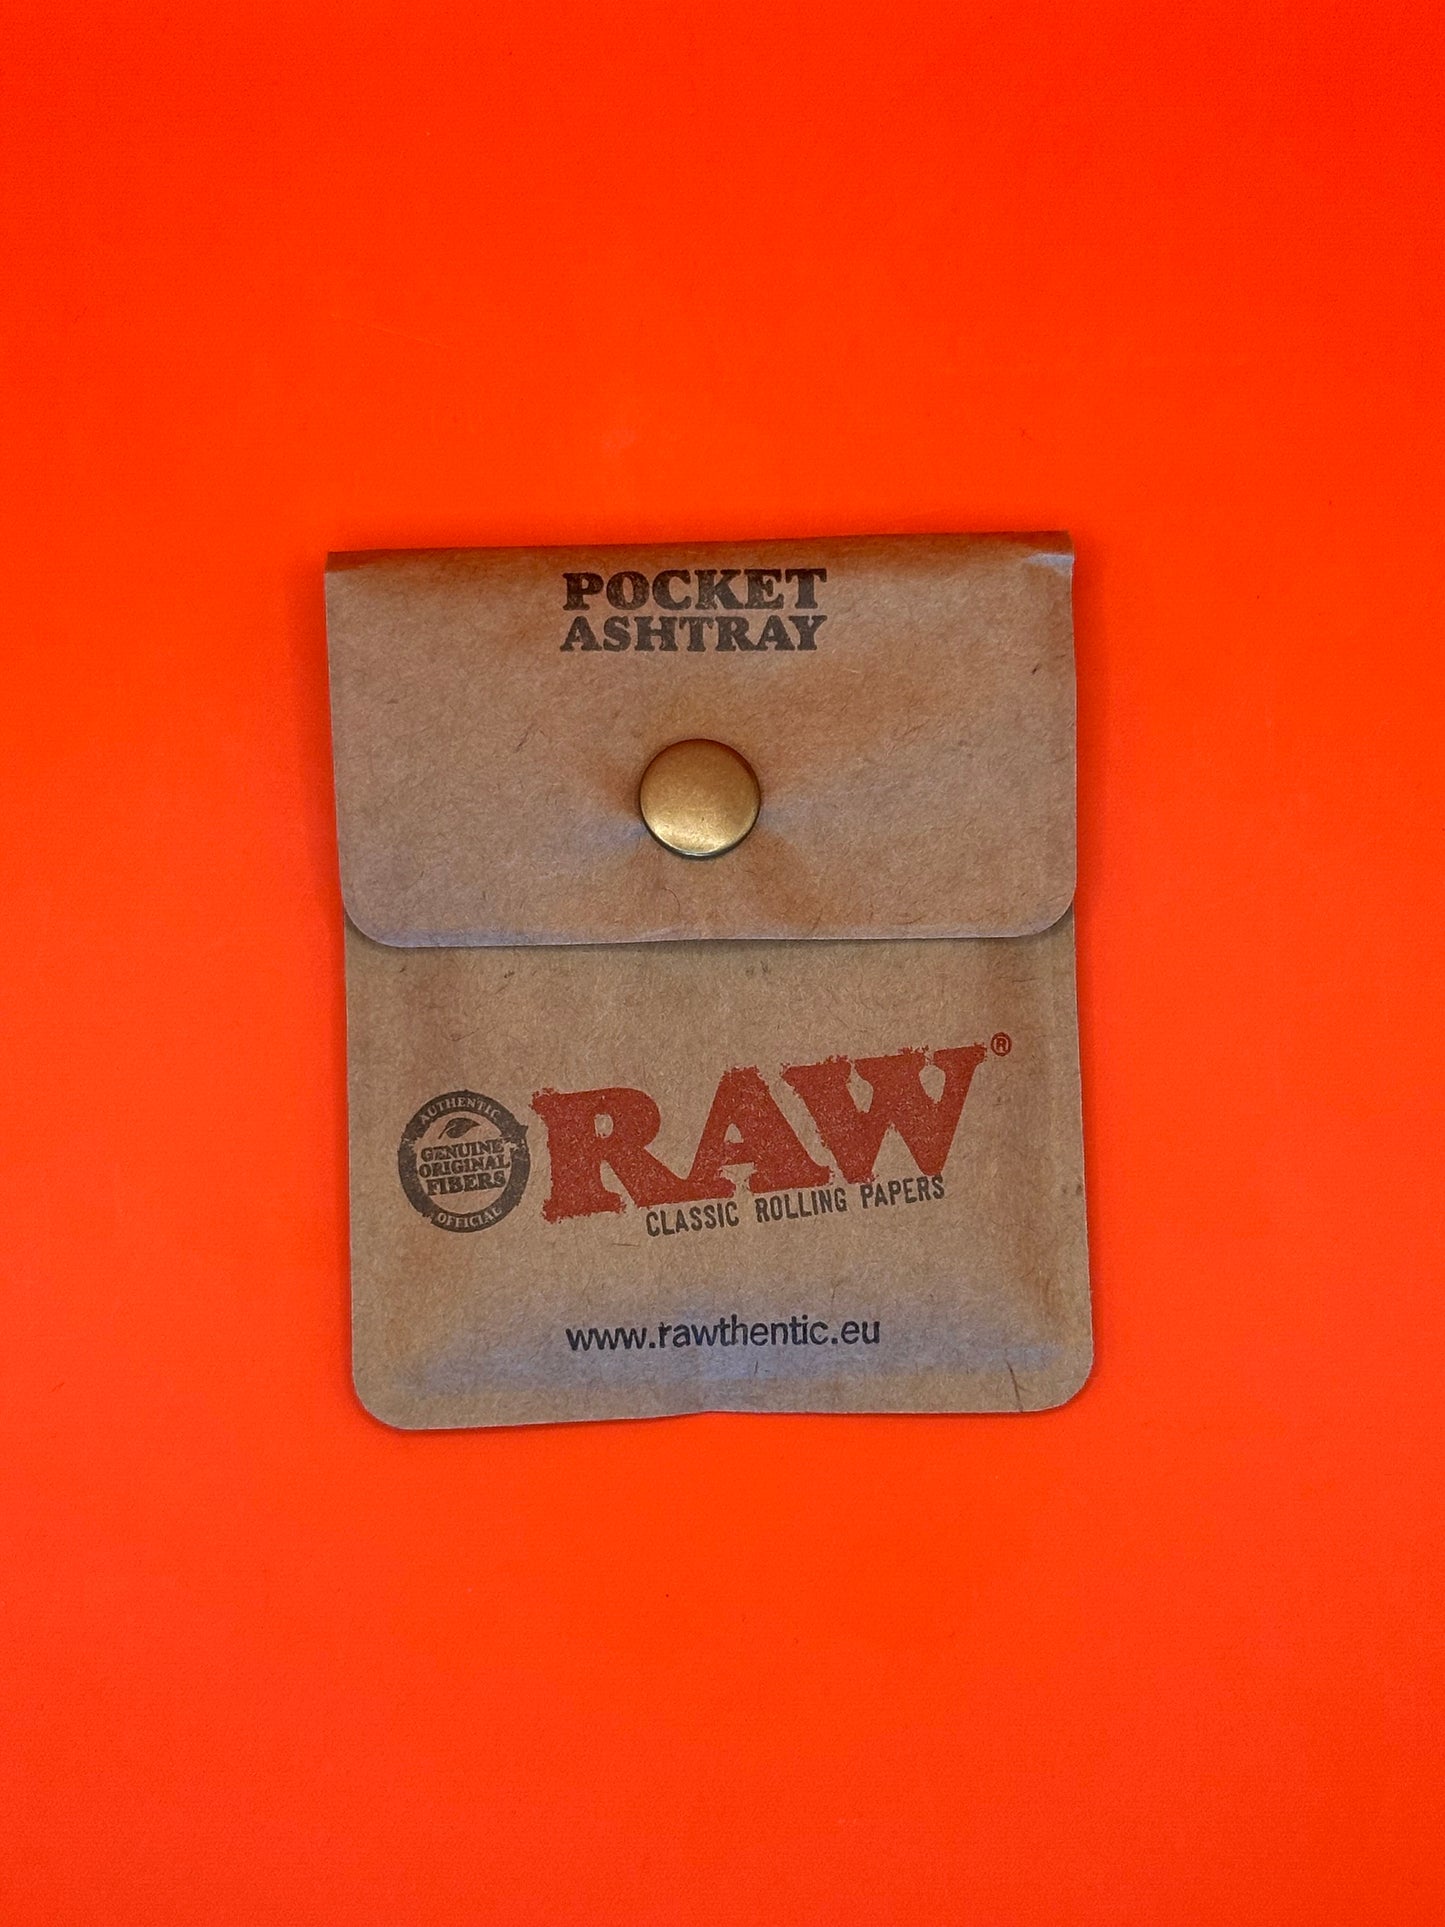 POCKET
ASHTRAY
AUTHENTIC
GENUINE
ORIGINAL
FIBERS
OFFICIAL
RAW®
CLASSIC ROLLING PAPERS
www.rawthentic.eu